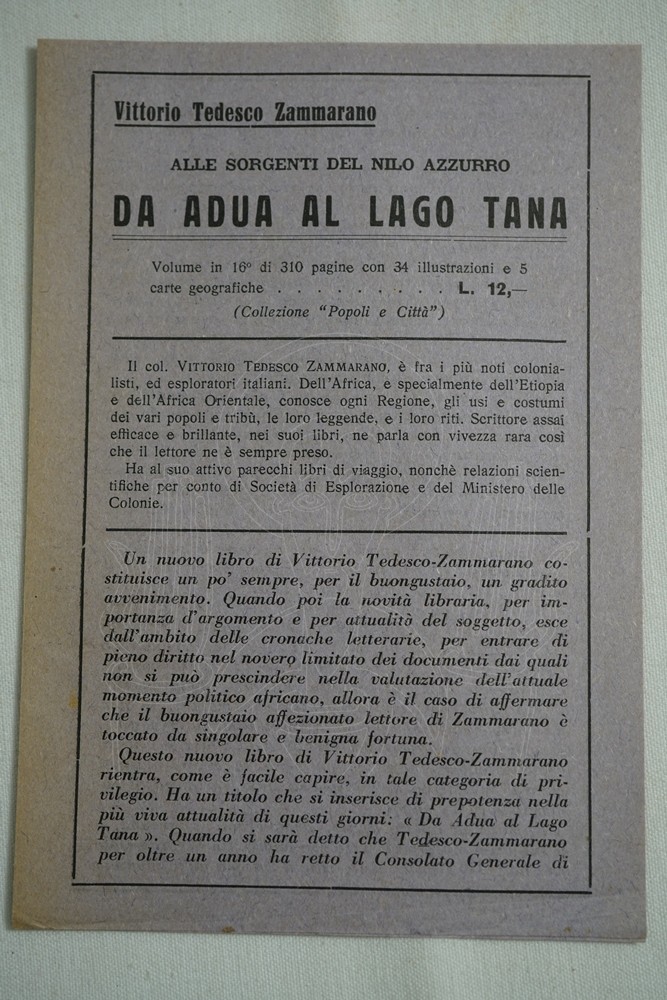 Vittorio Tedesco Zammarano
ALLE SORGENTI DEL NILO AZZURRO
DA ADUA AL LAGO TANA
Volume in 16º di 310 pagine con 34 illustrazioni e 5
carte geografiche . . . . . . . . . L. 12,—
(Collezione "Popoli e Città")
Il col. VITTORIO TEDESCO ZAMMARANO, è fra i più noti colonia-
listi, ed esploratori italiani. Dell'Africa, e specialmente dell'Etiopia
e dell'Africa Orientale, conosce ogni Regione, gli usi e costumi
dei vari popoli e tribù, le loro leggende, e i loro riti. Scrittore assai
efficace e brillante, nei suoi libri, ne parla con vivezza rara così
che il lettore ne è sempre preso.
Ha al suo attivo parecchi libri di viaggio, nonchè relazioni scien-
tifiche per conto di Società di Esplorazione e del Ministero delle
Colonie.
Un nuovo libro di Vittorio Tedesco-Zammarano co-
stituisce un po' sempre, per il buongustaio, un gradito
avvenimento. Quando poi la novità libraria, per im-
portanza d'argomento e per attualità del soggetto, esce
dall'ambito delle cronache letterarie, per entrare di
pieno diritto nel novero limitato dei documenti dai quali
non si può prescindere nella valutazione dell'attuale
momento politico africano, allora è il caso di affermare
che il buongustaio affezionato lettore di Zammarano è
toccato da singolare e benigna fortuna.
Questo nuovo libro di Vittorio Tedesco-Zammarano
rientra, come è facile capire, in tale categoria di pri-
vilegio. Ha un titolo che si inserisce di prepotenza nella
più viva attualità di questi giorni: « Da Adua al Lago
Tana ». Quando si sarà detto che Tedesco-Zammarano
per oltre un anno ha retto il Consolato Generale di